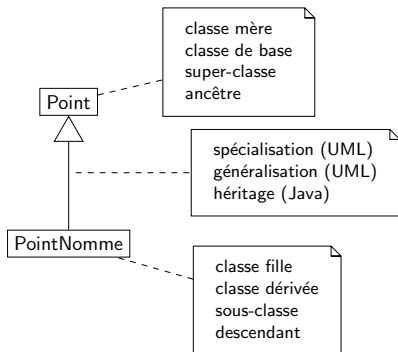 classe mère
classe de base
super-classe
ancêtre
Point
spécialisation (UML)
généralisation (UML)
héritage (Java)
PointNomme
classe fille
classe dérivée
sous-classe
descendant